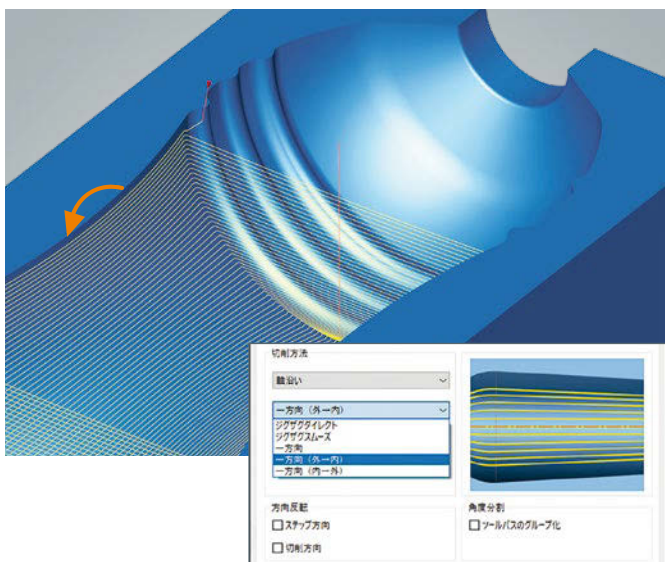 切削方法
軸沿い
一方向（外→内）
ジグザグダイレクト
ジグザグスムーズ
一方向
一方向（外→内）
一方向（内→外）
方向反転
ステップ方向
切削方向
角度分割
ツールパスのグループ化